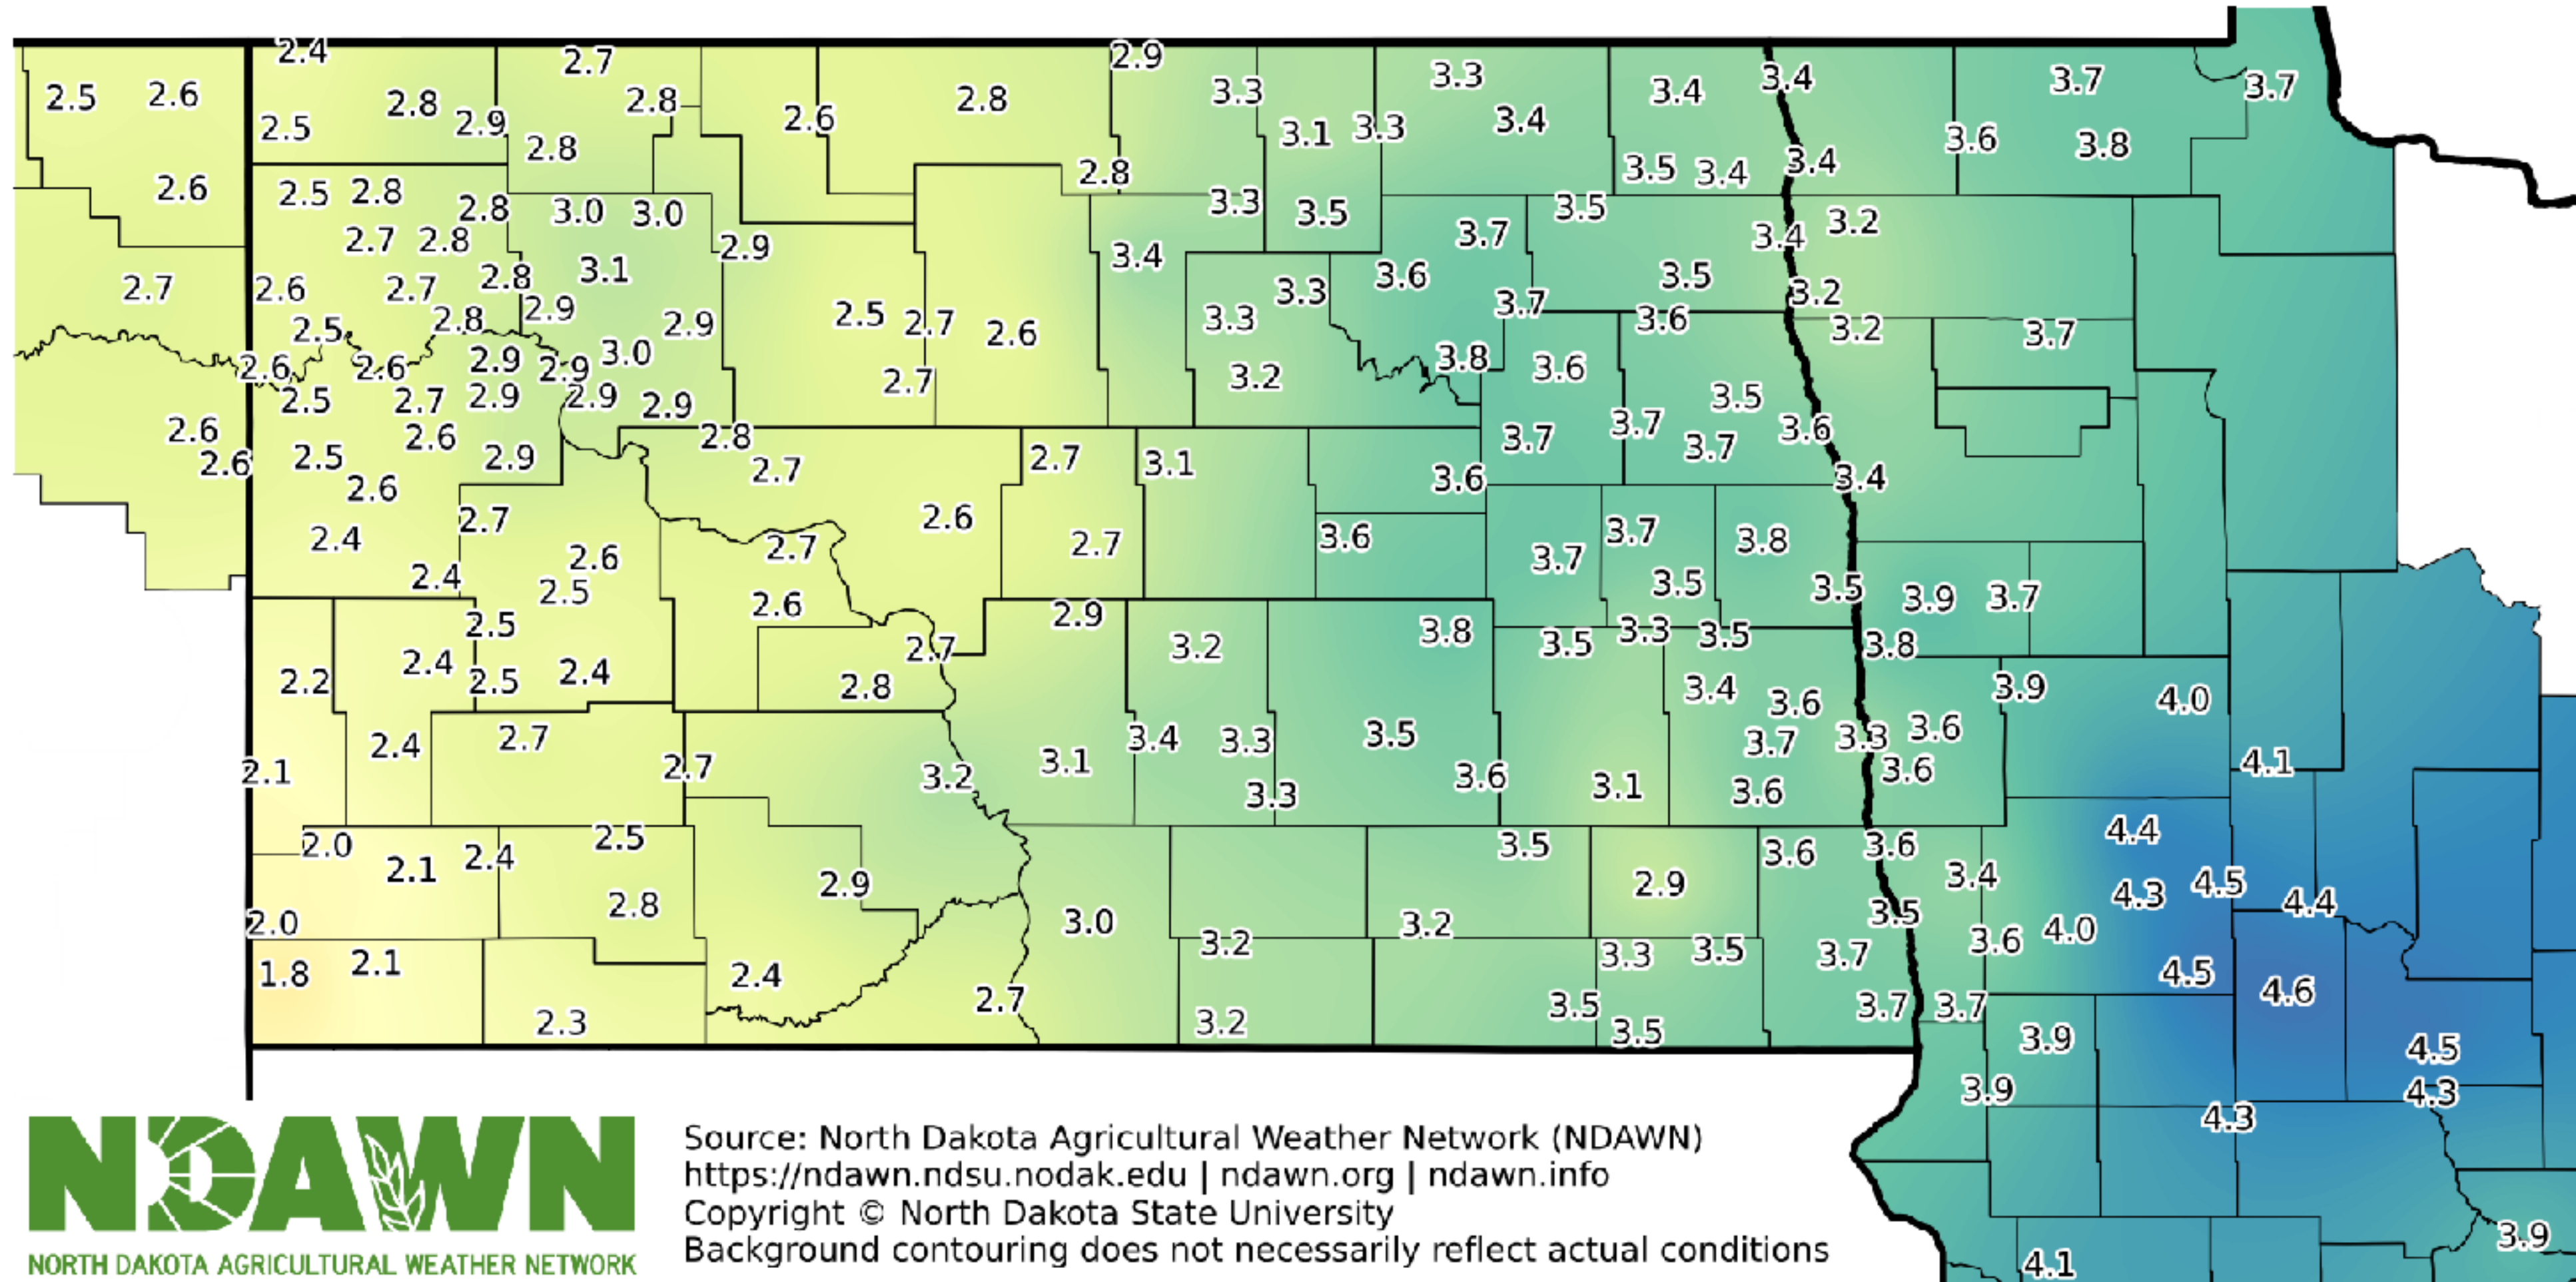 2.4 2.7 2.9
2.5 2.6 2.8 2.8 2.6 2.8 3.3 3.3 3.4 3.4 3.7 3.7
2.5 2.9 2.8 3.1 3.3 3.4 3.6 3.8
2.6 2.5 2.8 2.8 3.5 3.4 3.4
2.8 3.0 3.0 3.3 3.5 3.5 3.2
2.7 2.8 2.9 3.4 3.7 3.4
2.7 2.6 2.7 2.8 3.1 3.3 3.6 3.5 3.2
2.5 2.8 2.9 2.9 2.5 2.7 2.6 3.3 3.7 3.6 3.2 3.7
2.6 2.6 2.9 2.9 3.0 2.7 3.2 3.8 3.6
2.5 2.7 2.9 2.9 2.9 3.5
2.6 2.6 2.8 3.7 3.7 3.7 3.6
2.6 2.5 2.9 2.7 2.7 3.1 3.6 3.4
2.6
2.4 2.7 2.6 2.7 2.7 3.6 3.7 3.7 3.8
2.4 2.5 2.6 2.6 3.5 3.5 3.9 3.7
2.5 2.9 3.2 3.8 3.5 3.3 3.5 3.8
2.2 2.4 2.5 2.4 2.8 2.7 3.4 3.6 3.9 4.0
2.4 2.7 3.4 3.3 3.5 3.7 3.3 3.6
2.1 2.7 3.2 3.1 3.3 3.6 3.1 3.6 3.6 4.1
2.0 2.1 2.4 2.5 3.5 3.6 3.6 4.4
2.8 2.9 2.9 3.4 4.3 4.5 4.4
2.0 3.0 3.2 3.2 3.5 3.6 4.0
1.8 2.1 2.4 3.3 3.5 3.7 4.5
2.3 2.7 3.2 3.5 3.5 3.7 3.7 4.6
3.9 4.5
3.9 4.3 4.3
NDAWN
NORTH DAKOTA AGRICULTURAL WEATHER NETWORK
Source: North Dakota Agricultural Weather Network (NDAWN)
https://ndawn.ndsu.nodak.edu | ndawn.org | ndawn.info
Copyright © North Dakota State University
Background contouring does not necessarily reflect actual conditions
4.1 3.9